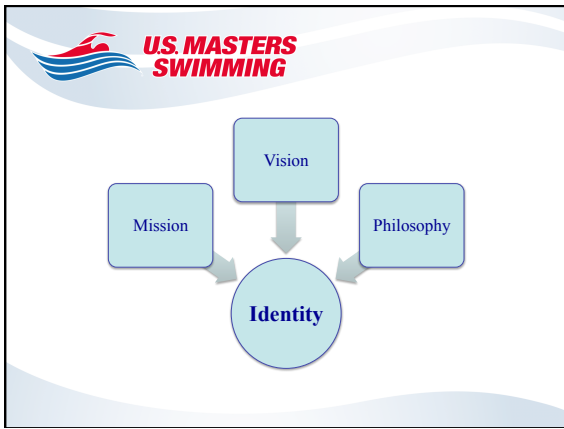 U.S. MASTERS
SWIMMING
Vision
Mission
Philosophy
Identity